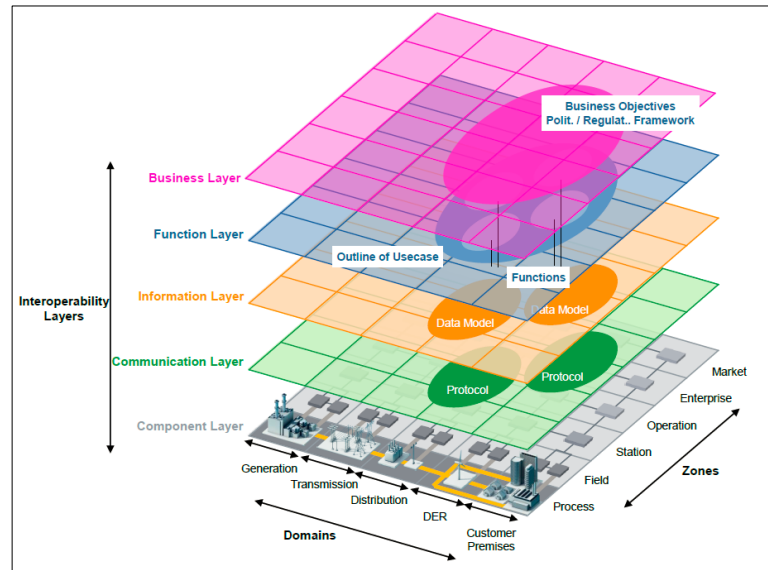 Business Objectives
Polit. / Regulat.. Framework
Business Layer
Function Layer
Outline of Usecase
Functions
Interoperability
Layers
Information Layer
Data Model
Data Model
Communication Layer
Protocol
Protocol
Component Layer
Market
Enterprise
Operation
Station
Field
Process
Zones
Generation
Transmission
Distribution
DER
Customer
Premises
Domains